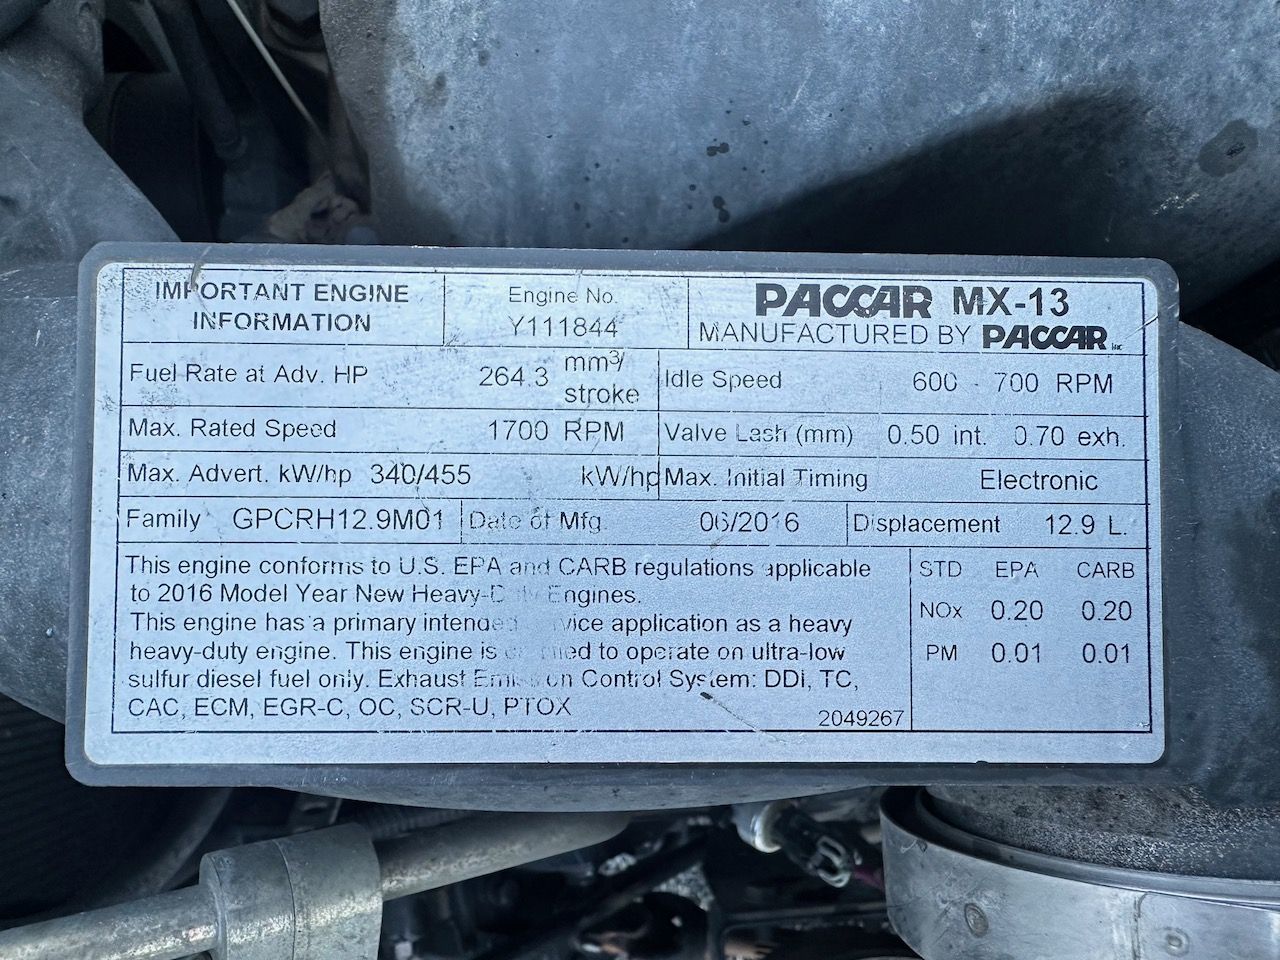 IMPORTANT ENGINE
INFORMATION
Engine No.
Y111844
PACCAR MX-13
MANUFACTURED BY PACCAR Inc
Fuel Rate at Adv. HP 264.3 mm3/
stroke
Idle Speed 600 - 700 RPM
Max. Rated Speed 1700 RPM
Valve Lash (mm) 0.50 int. 0.70 exh.
Max. Advert. kW/hp 340/455 kW/hp
Max. Initial Timing Electronic
Family GPCRH12.9M01
Date of Mfg. 06/2016
Displacement 12.9 L.
This engine conforms to U.S. EPA and CARB regulations applicable
to 2016 Model Year New Heavy-Duty Engines.
This engine has a primary intended service application as a heavy
heavy-duty engine. This engine is to operate on ultra-low
sulfur diesel fuel only. Exhaust Emission Control System: DDI, TC,
CAC, ECM, EGR-C, OC, SCR-U, PTOX
2049267
STD EPA CARB
NOx 0.20 0.20
PM 0.01 0.01